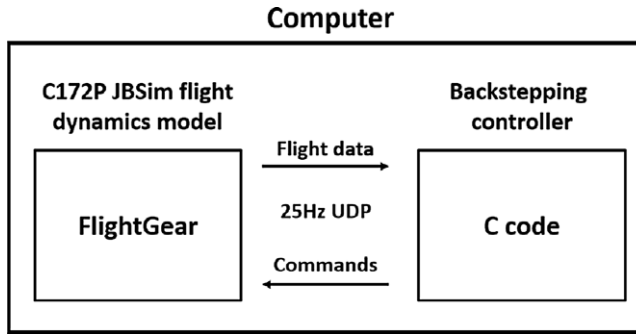 Computer
C172P JBSim flight
dynamics model
FlightGear
Flight data
25Hz UDP
Commands
Backstepping
controller
C code